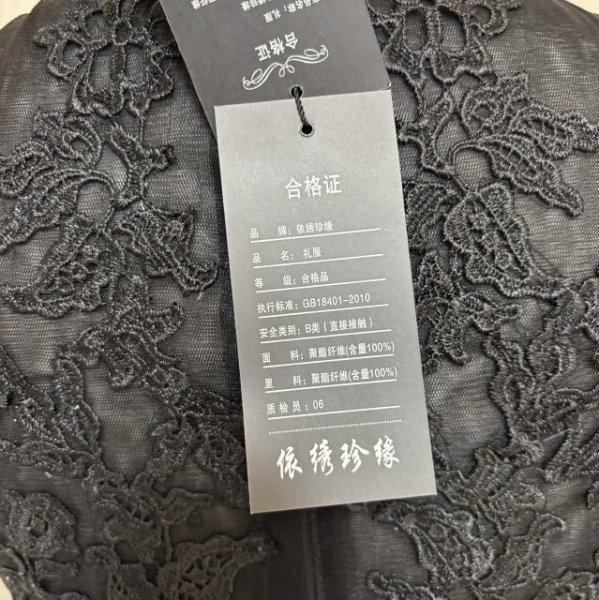 合格证
合格证
品 牌：依绣珍缘
品 名：礼服
等 级：合格品
执行标准：GB18401-2010
安全类别：B类（直接接触）
面 料：聚酯纤维(含量100%)
里 料：聚酯纤维(含量100%)
质检员：06
依绣珍缘